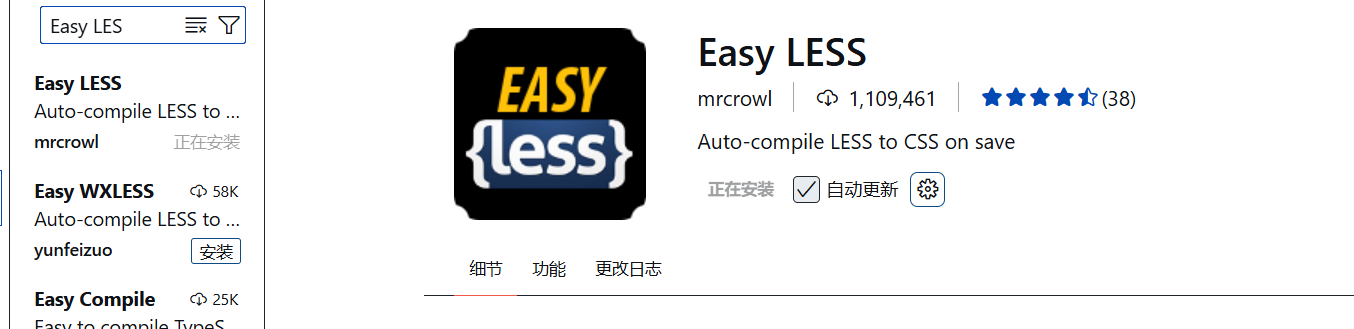 Easy LES
Easy LESS
Auto-compile LESS to ...
mrcrowl 正在安装
Easy WXLESS 58K
Auto-compile LESS to ...
yunfeizuo 安装
Easy Compile 25K
Easy to compile TypeS
EASY
{less}
Easy LESS
mrcrowl 1,109,461 (38)
Auto-compile LESS to CSS on save
正在安装 自动更新
细节 功能 更改日志